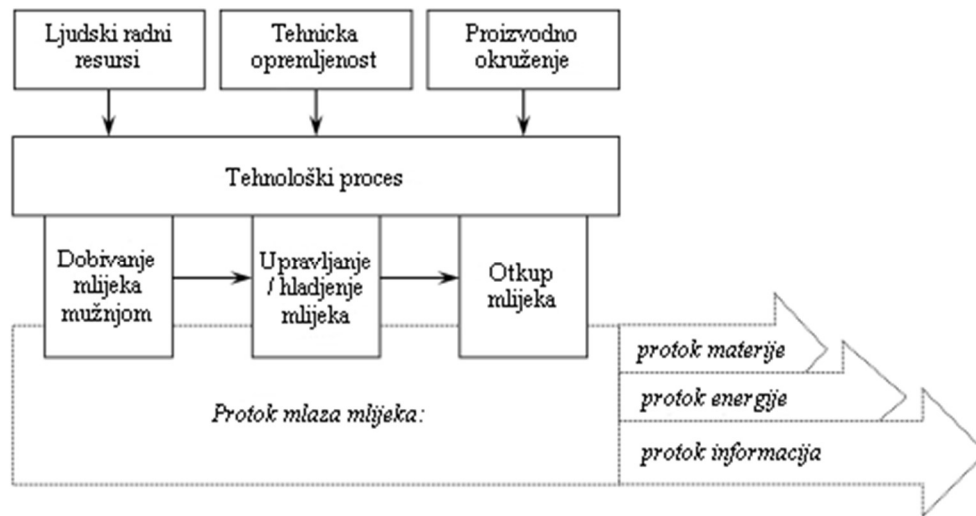 Ljudski radni
resursi
Tehnicka
opremljenost
Proizvodno
okruženje
Tehnološki proces
Dobivanje
mlijeka
mužnjom
Upravljanje
/ hladjenje
mlijeka
Otkup
mlijeka
protok materije
protok energije
Protok mlaza mlijeka:
protok informacija